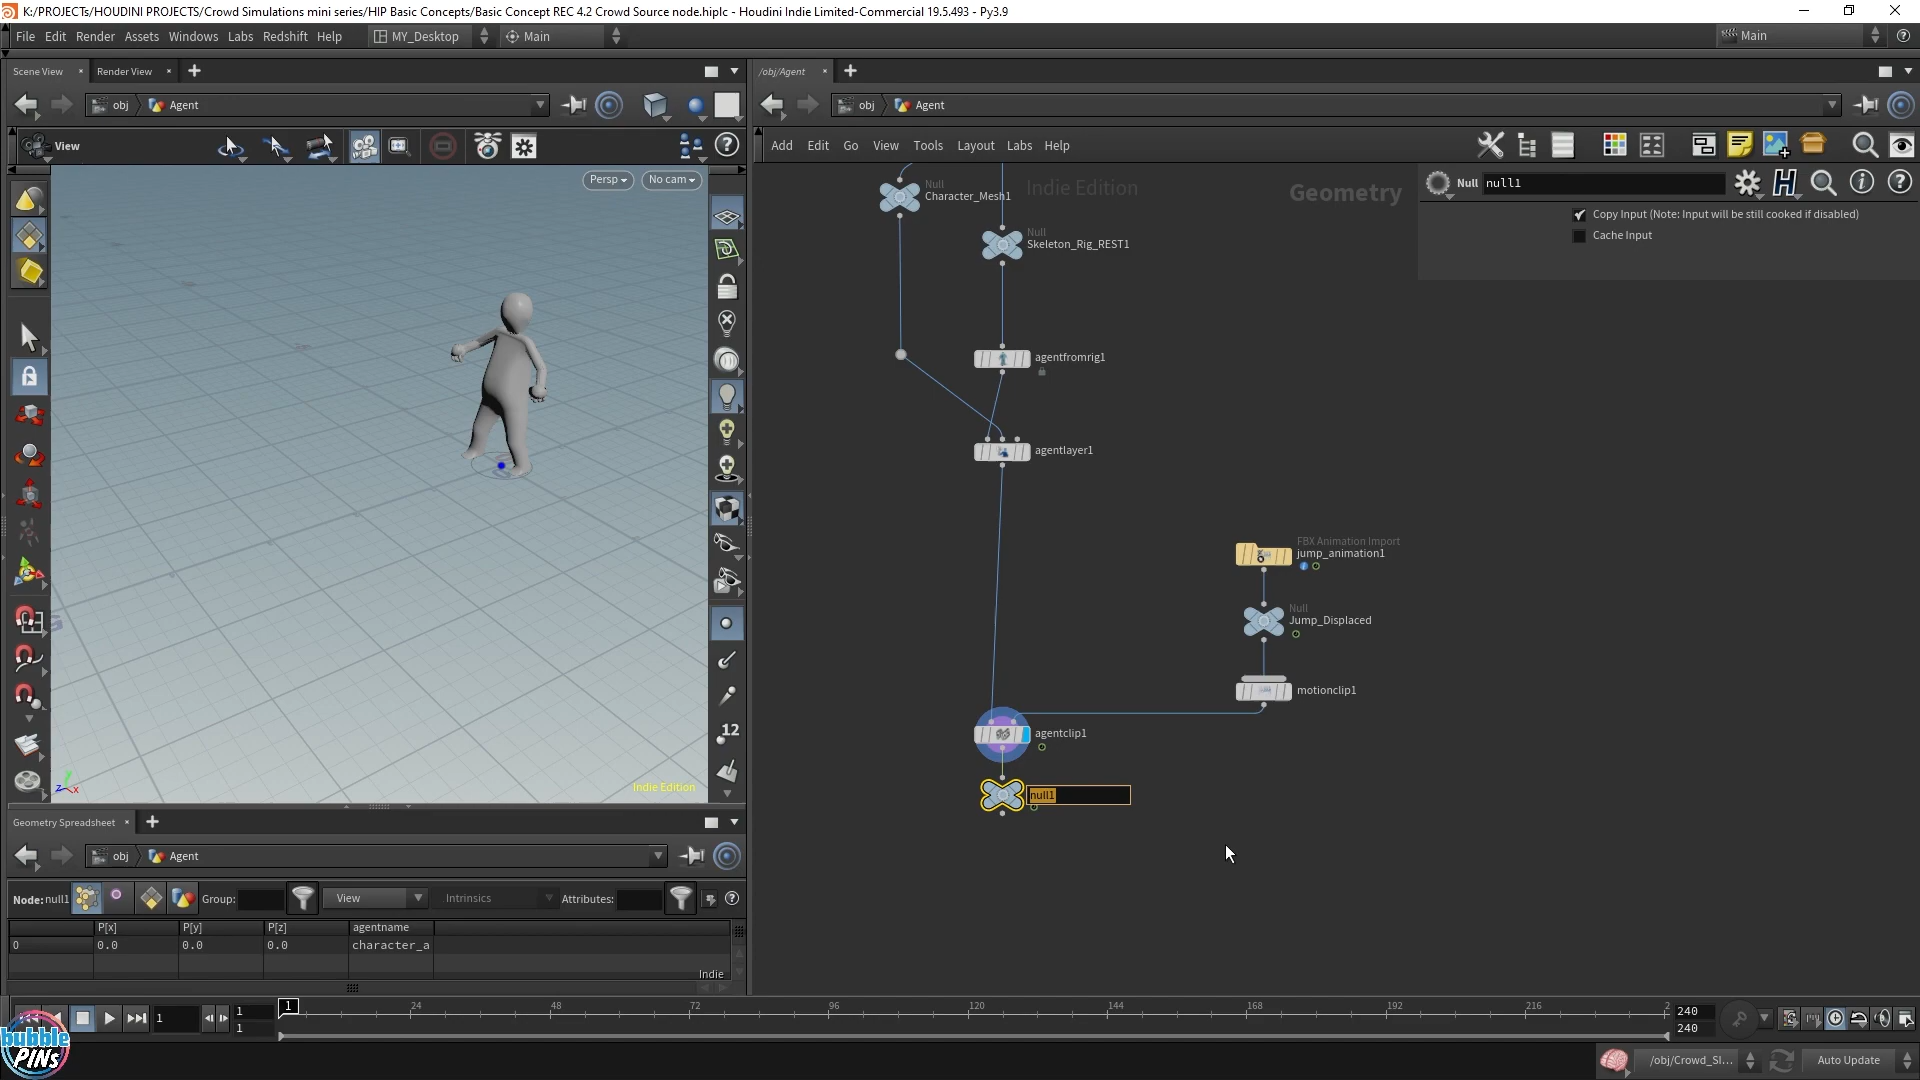 K:/PROJECTs/HOUDINI PROJECTS/Crowd Simulations mini series/HIP Basic Concepts/Basic Concept REC 4.2 Crowd Source node.hiplc - Houdini Indie Limited-Commercial 19.5.493 - Py3.9
File Edit Render Assets Windows Labs Redshift Help MY_Desktop Main Main
Scene View Render View /obj/Agent
obj Agent obj Agent
View Add Edit Go View Tools Layout Labs Help
Persp No cam
Null
Character_Mesh1
Indie Edition
Geometry
Null null1
Copy Input (Note: Input will be still cooked if disabled)
Cache Input
Null
Skeleton_Rig_REST1
agentfromrig1
agentlayer1
FBX Animation Import
jump_animation1
Null
Jump_Displaced
motionclip1
agentclip1
null1
12
Indie Edition
z x
Geometry Spreadsheet
obj Agent
Node: null1 Group: View Intrinsics Attributes:
P[x] P[y] P[z] agentname
0 0.0 0.0 0.0 character_a
Indie
1 1 1 24 48 72 96 120 144 168 192 216 2 240
1 240
bubble
PINs
/obj/Crowd_SI... Auto Update